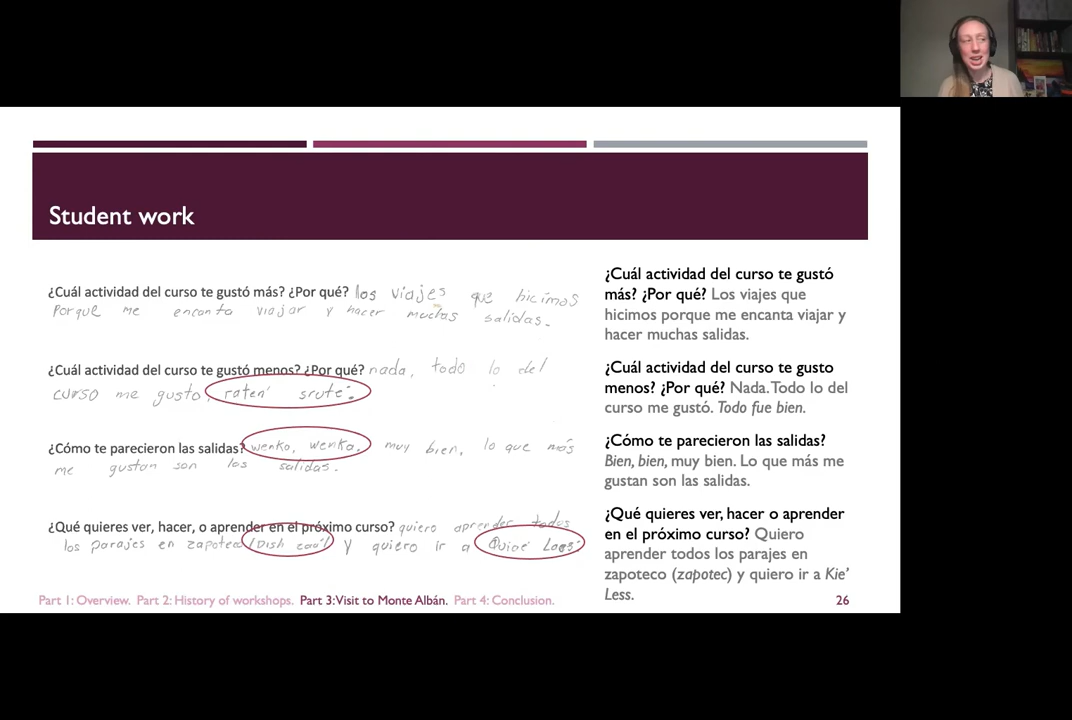 Student work
¿Cuál actividad del curso te gustó más? ¿Por qué? los viajes que hicimos
Porque me encanta viajar y hacer muchas salidas.
¿Cuál actividad del curso te gustó menos? ¿Por qué? nada, todo lo del
curso me gusto, raten' srute'.
¿Cómo te parecieron las salidas? wenko, wenko. muy bien, lo que más
me gustan son las salidas.
¿Qué quieres ver, hacer, o aprender en el próximo curso? quiero aprender todos
los parajes en zapoteco y quiero ir a
¿Cuál actividad del curso te gustó
más? ¿Por qué? Los viajes que
hicimos porque me encanta viajar y
hacer muchas salidas.
¿Cuál actividad del curso te gusto
menos? ¿Por qué? Nada. Todo lo del
curso me gustó. Todo fue bien.
¿Cómo te parecieron las salidas?
Bien, bien, muy bien. Lo que más me
gustan son las salidas.
¿Qué quieres ver, hacer o aprender
en el próximo curso? Quiero
aprender todos los parajes en
zapoteco (zapotec) y quiero ir a Kie'
Less.
Part 1: Overview. Part 2: History of workshops. Part 3: Visit to Monte Albán. Part 4: Conclusion.
26